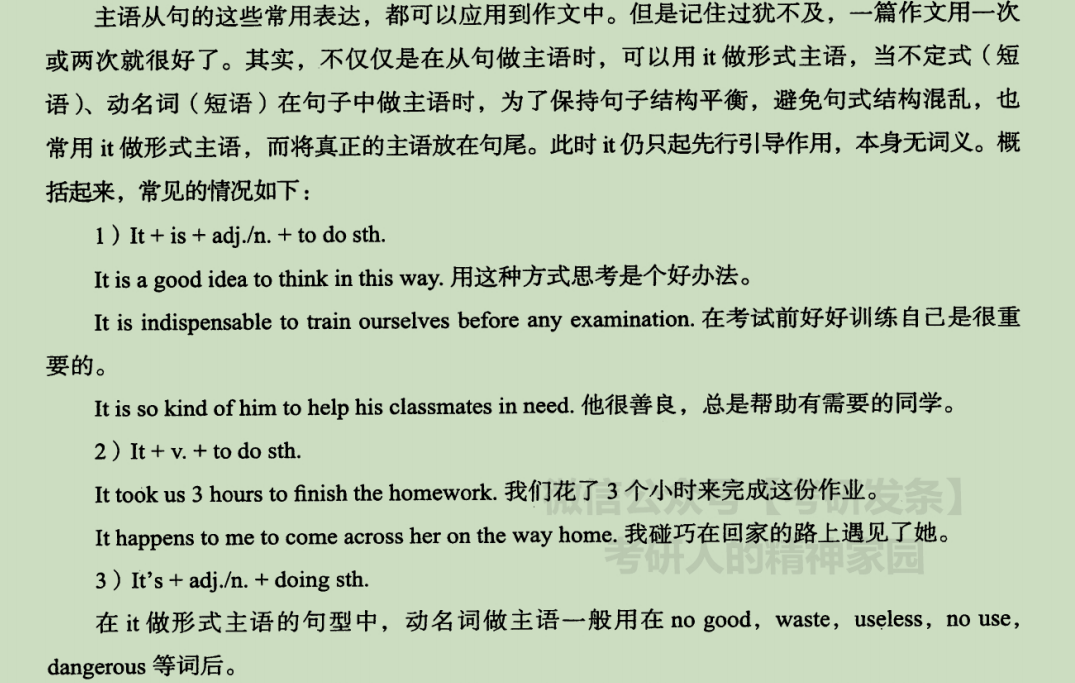 主语从句的这些常用表达，都可以应用到作文中。但是记住过犹不及，一篇作文用一次
或两次就很好了。其实，不仅仅是在从句做主语时，可以用 it 做形式主语，当不定式（短
语）、动名词（短语）在句子中做主语时，为了保持句子结构平衡，避免句式结构混乱，也
常用 it 做形式主语，而将真正的主语放在句尾。此时 it 仍只起先行引导作用，本身无词义。概
括起来，常见的情况如下：
1）It + is + adj./n. + to do sth.
It is a good idea to think in this way. 用这种方式思考是个好办法。
It is indispensable to train ourselves before any examination. 在考试前好好训练自己是很重
要的。
It is so kind of him to help his classmates in need. 他很善良，总是帮助有需要的同学。
2）It + v. + to do sth.
It took us 3 hours to finish the homework. 我们花了 3 个小时来完成这份作业。
微信公众号【考研发条】
It happens to me to come across her on the way home. 我碰巧在回家的路上遇见了她。
考研人的精神家园
3）It's + adj./n. + doing sth.
在 it 做形式主语的句型中，动名词做主语一般用在 no good，waste，useless，no use，
dangerous 等词后。